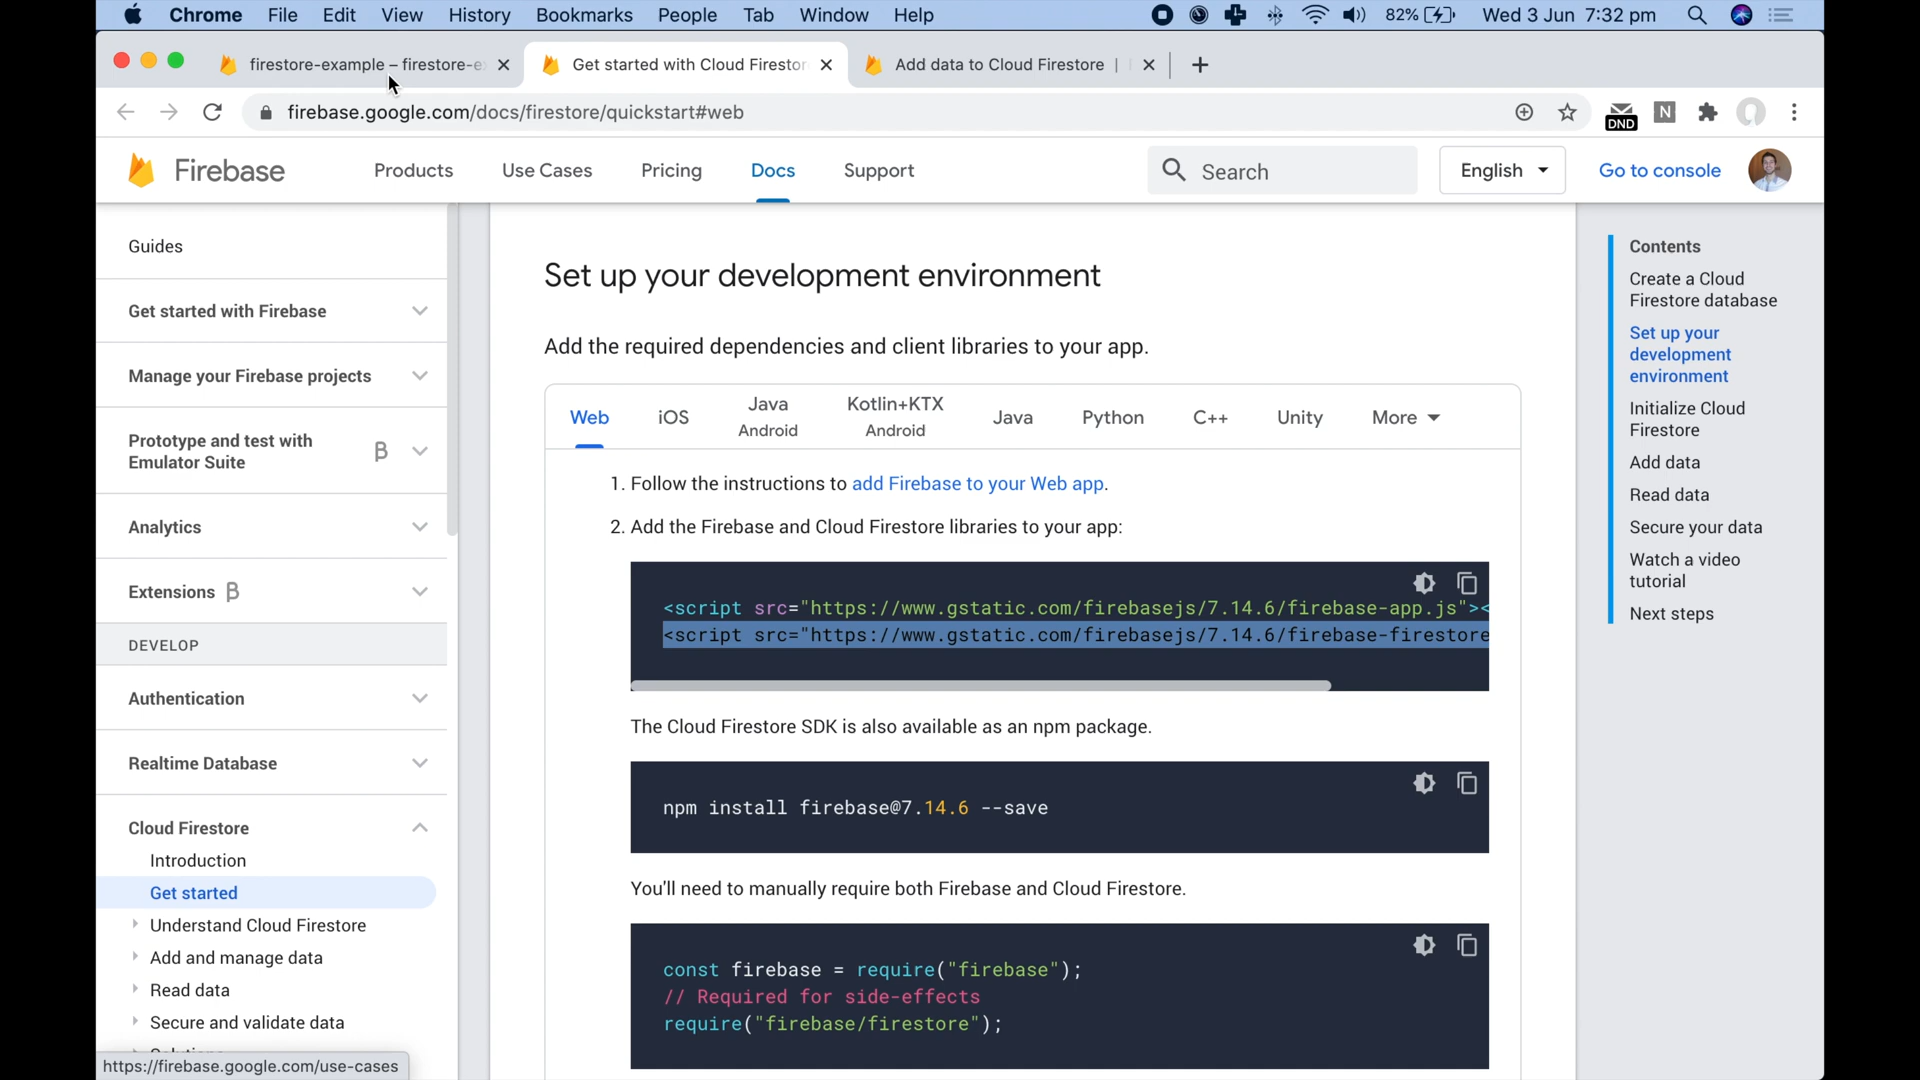 Chrome File Edit View History Bookmarks People Tab Window Help 82% Wed 3 Jun 7:32 pm
firestore-example – firestore-e
Get started with Cloud Firestor
Add data to Cloud Firestore |
firebase.google.com/docs/firestore/quickstart#web
DND
N
Firebase
Products Use Cases Pricing Docs Support
Search
English
Go to console
Guides
Get started with Firebase
Manage your Firebase projects
Prototype and test with
Emulator Suite β
Analytics
Extensions β
DEVELOP
Authentication
Realtime Database
Cloud Firestore
Introduction
Get started
Understand Cloud Firestore
Add and manage data
Read data
Secure and validate data
https://firebase.google.com/use-cases
Set up your development environment
Add the required dependencies and client libraries to your app.
Web iOS Java Kotlin+KTX Java Python C++ Unity More
Android Android
1. Follow the instructions to add Firebase to your Web app.
2. Add the Firebase and Cloud Firestore libraries to your app:
<script src="https://www.gstatic.com/firebasejs/7.14.6/firebase-app.js"><
<script src="https://www.gstatic.com/firebasejs/7.14.6/firebase-firestore
The Cloud Firestore SDK is also available as an npm package.
npm install firebase@7.14.6 --save
You'll need to manually require both Firebase and Cloud Firestore.
const firebase = require("firebase");
// Required for side-effects
require("firebase/firestore");
Contents
Create a Cloud
Firestore database
Set up your
development
environment
Initialize Cloud
Firestore
Add data
Read data
Secure your data
Watch a video
tutorial
Next steps